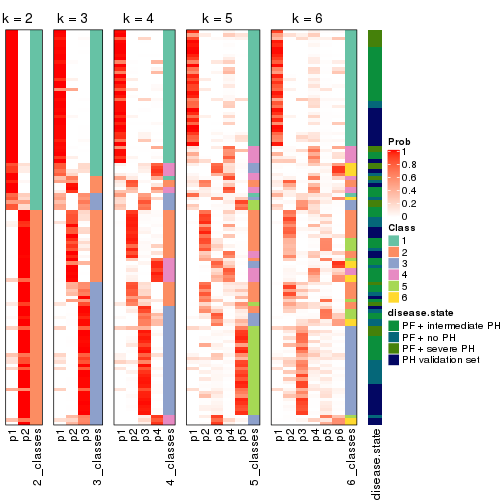 k = 2 k = 3 k = 4 k = 5 k = 6
Prob
1
0.8
0.6
0.4
0.2
0
Class
1
2
3
4
5
6
disease.state
PF+ intermediate PH
PF+ no PH
PF+ severe PH
PH validation set
p1 p2 2_classes p1 p2 p3 3_classes p1 p2 p3 p4 4_classes p1 p2 p3 p4 p5 5_classes p1 p2 p3 p4 p5 p6 6_classes disease.state